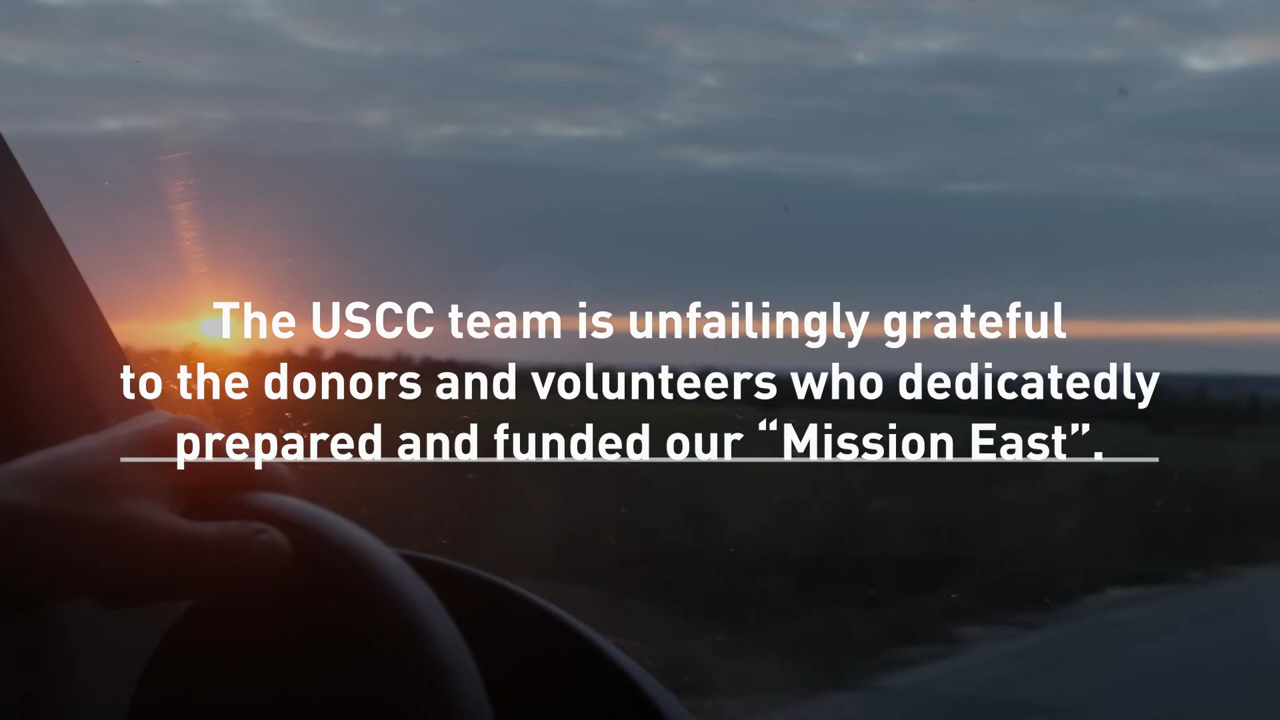 The USCC team is unfailingly grateful
to the donors and volunteers who dedicatedly
prepared and funded our “Mission East”.